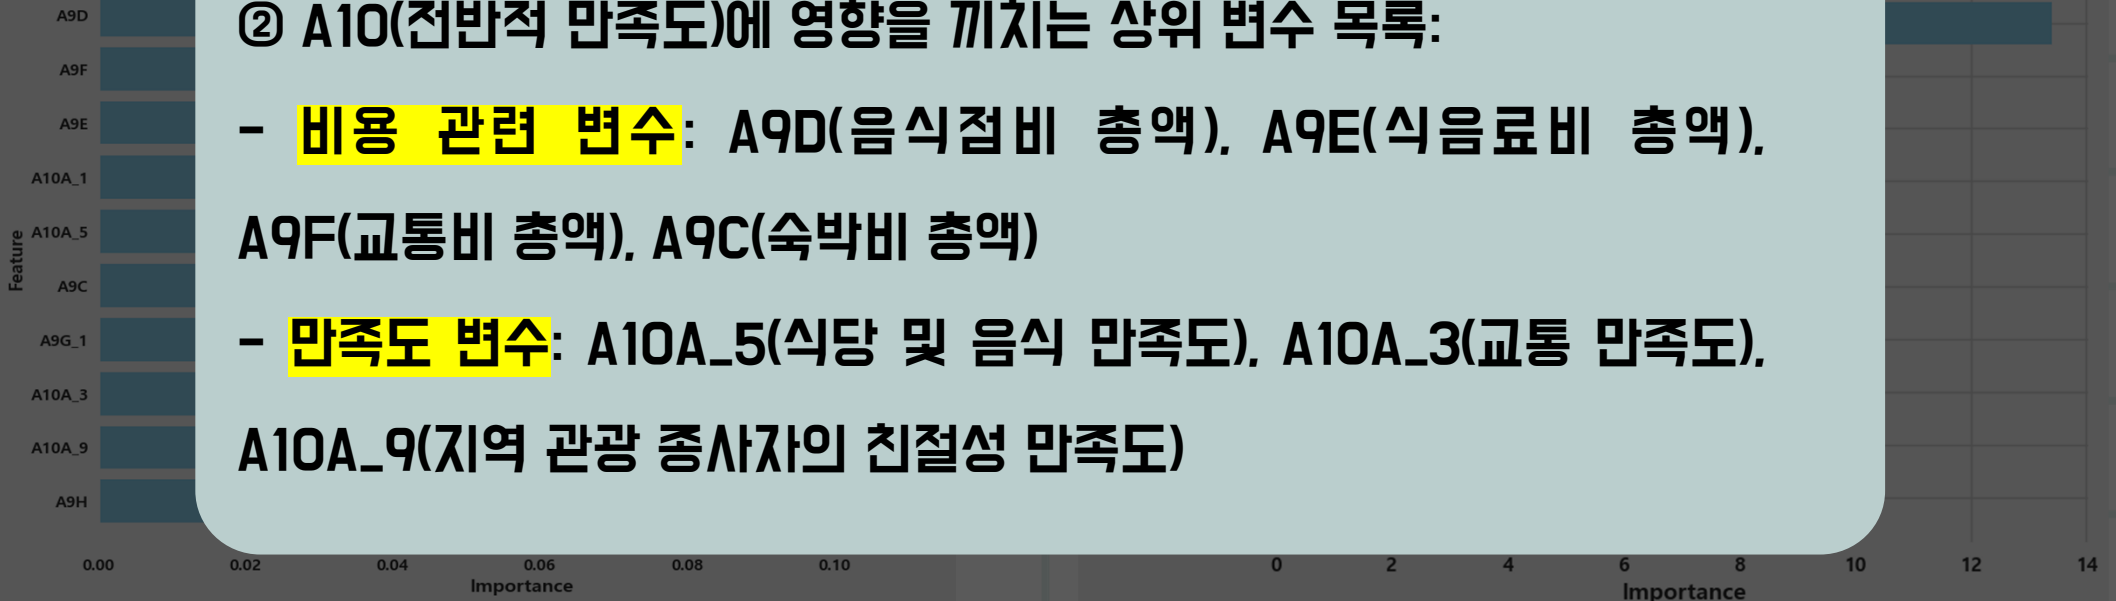 ② A10(전반적 만족도)에 영향을 끼치는 상위 변수 목록:
- 비용 관련 변수: A9D(음식점비 총액), A9E(식음료비 총액),
A9F(교통비 총액), A9C(숙박비 총액)
- 만족도 변수: A10A_5(식당 및 음식 만족도), A10A_3(교통 만족도),
A10A_9(지역 관광 종사자의 친절성 만족도)
Feature
A9D
A9F
A9E
A10A_1
A10A_5
A9C
A9G_1
A10A_3
A10A_9
A9H
0.00 0.02 0.04 0.06 0.08 0.10
Importance
0 2 4 6 8 10 12 14
Importance